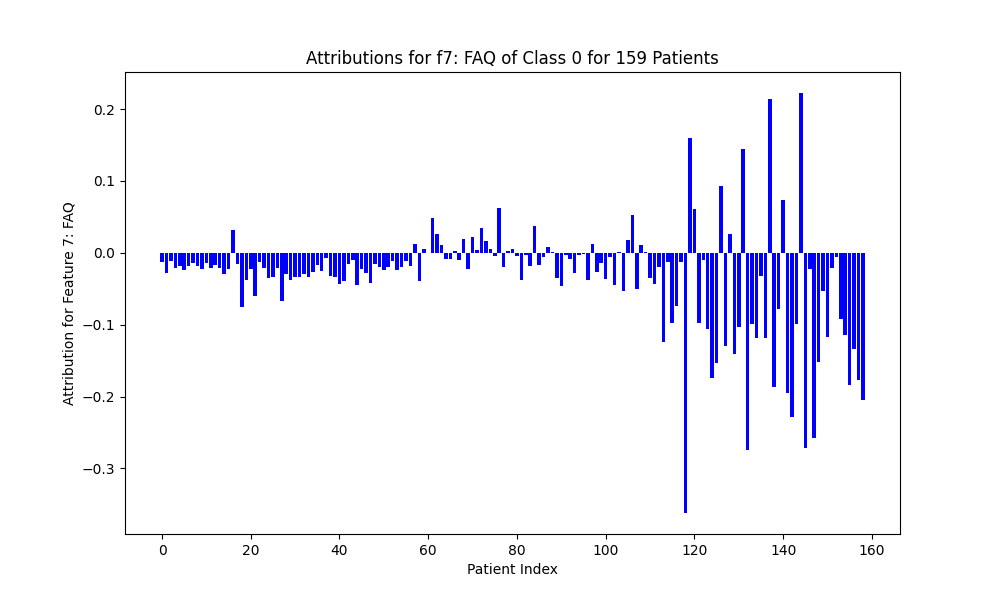 Attributions for f7: FAQ of Class 0 for 159 Patients
Attribution for Feature 7: FAQ
0.2
0.1
0.0
−0.1
−0.2
−0.3
0 20 40 60 80 100 120 140 160
Patient Index